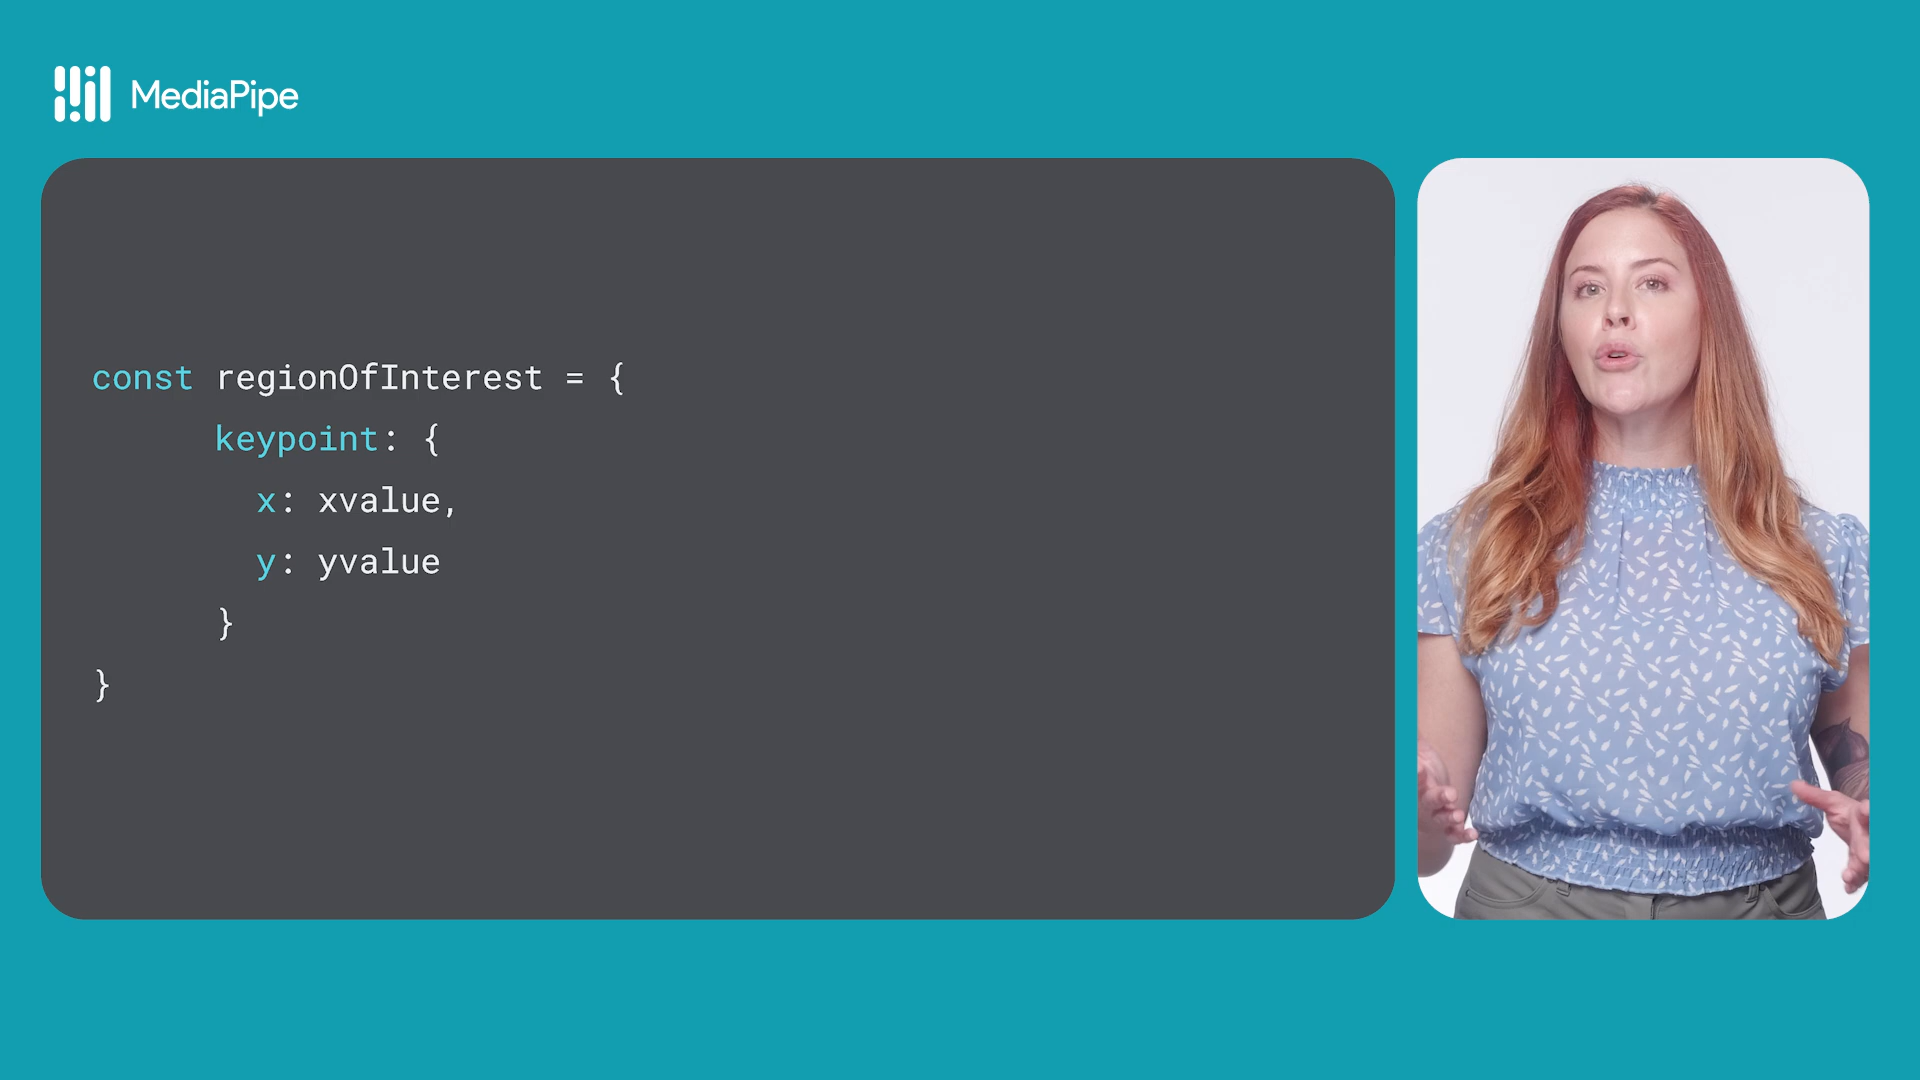 MediaPipe
const regionOfInterest = {
keypoint: {
x: xvalue,
y: yvalue
}
}